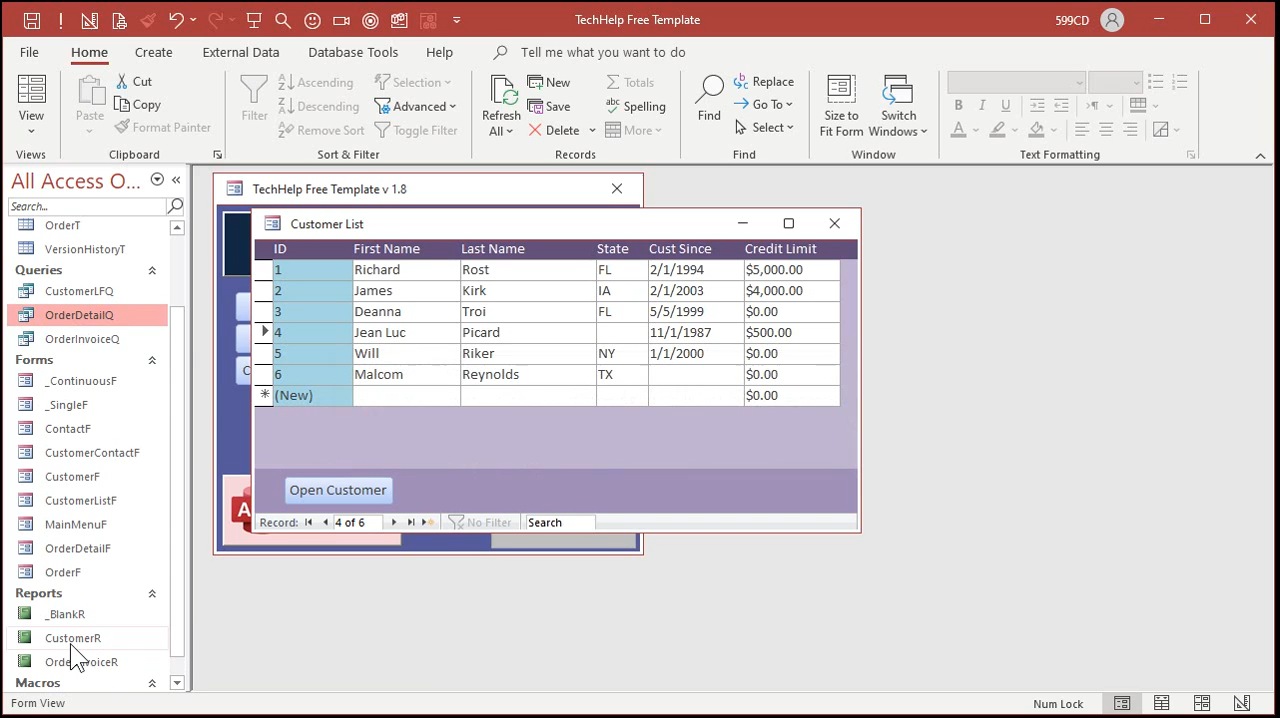 TechHelp Free Template
599CD
File Home Create External Data Database Tools Help Tell me what you want to do
View
Views
Paste
Cut
Copy
Format Painter
Clipboard
Filter
Ascending
Descending
Remove Sort
Selection
Advanced
Toggle Filter
Sort & Filter
Refresh All
New
Save
Delete
Totals
Spelling
More
Records
Find
Replace
Go To
Select
Find
Size to Fit Form
Switch Windows
Window
B I U
A
Text Formatting
All Access O...
Search...
OrderT
VersionHistoryT
Queries
CustomerLFQ
OrderDetailQ
OrderInvoiceQ
Forms
_ContinuousF
_SingleF
ContactF
CustomerContactF
CustomerF
CustomerListF
MainMenuF
OrderDetailF
OrderF
Reports
_BlankR
CustomerR
OrderInvoiceR
Macros
TechHelp Free Template v 1.8
Customer List
ID First Name Last Name State Cust Since Credit Limit
1 Richard Rost FL 2/1/1994 $5,000.00
2 James Kirk IA 2/1/2003 $4,000.00
3 Deanna Troi FL 5/5/1999 $0.00
4 Jean Luc Picard 11/1/1987 $500.00
5 Will Riker NY 1/1/2000 $0.00
6 Malcom Reynolds TX $0.00
(New) $0.00
Open Customer
Record: 4 of 6 No Filter Search
Form View
Num Lock